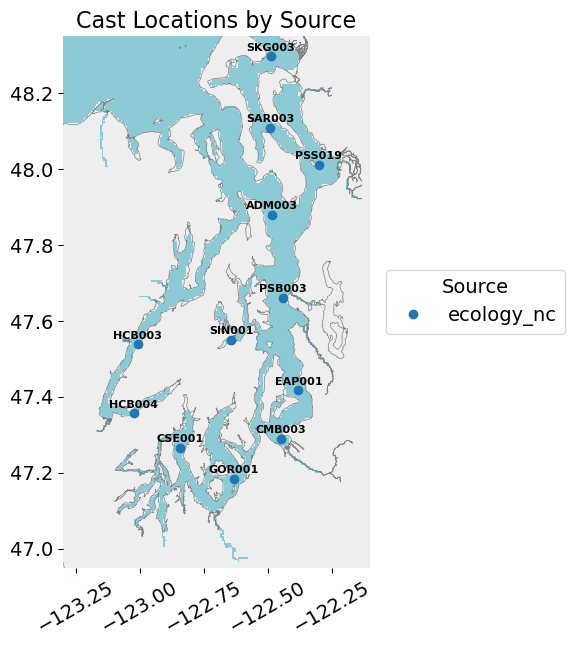 Cast Locations by Source
SKG003
48.2
SAR003
PSS019
48.0
ADM003
47.8
PSB003
Source
ecology_nc
47.6
HCB003
SIN001
EAP001
47.4
HCB004
CSE001
CMB003
GOR001
47.2
47.0
−123.25
−123.00
−122.75
−122.50
−122.25